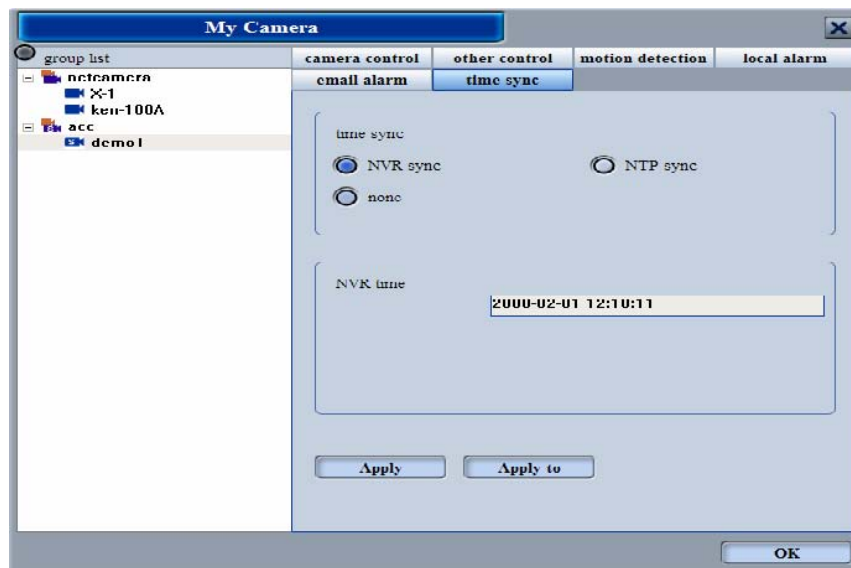 My Camera
group list
netcamera
X-1
ken-100A
acc
demo1
camera control
other control
motion detection
local alarm
email alarm
time sync
time sync
NVR sync
NTP sync
none
NVR time
2000-02-01 12:10:11
Apply
Apply to
OK